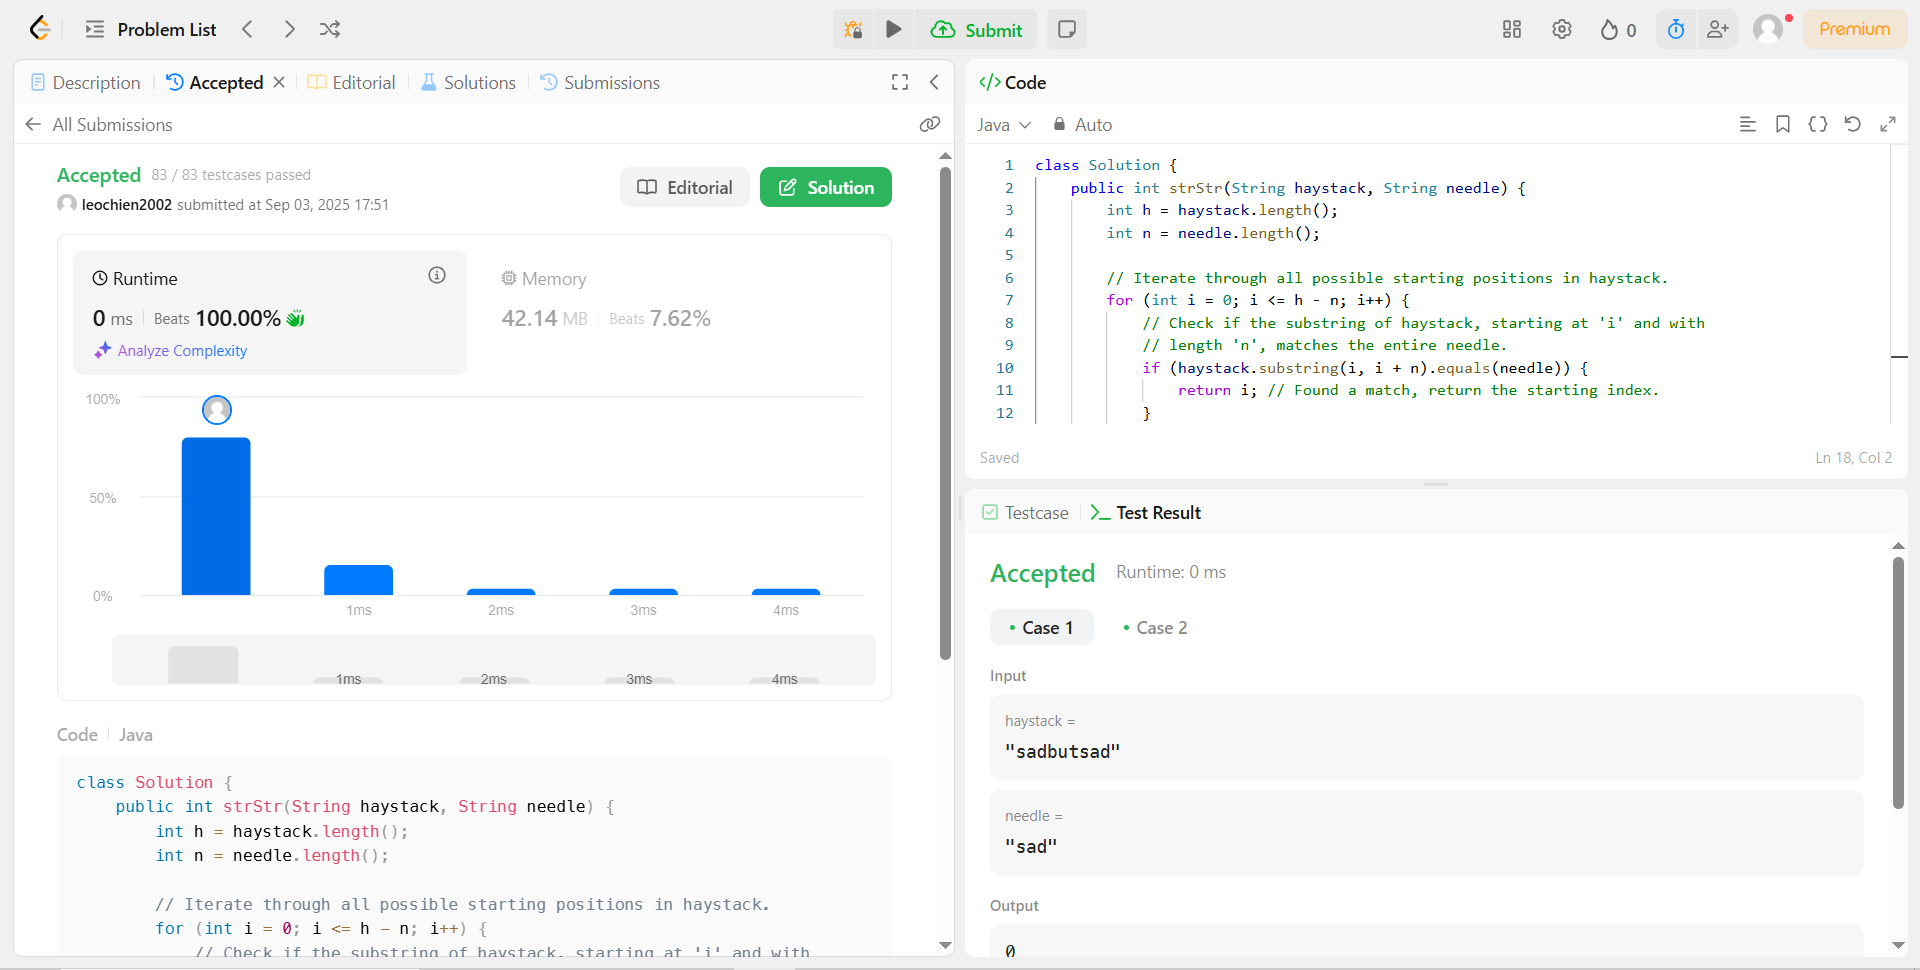 Problem List
Submit
0
Premium
Description
Accepted
Editorial
Solutions
Submissions
All Submissions
Accepted 83 / 83 testcases passed
leochien2002 submitted at Sep 03, 2025 17:51
Editorial
Solution
Runtime
0 ms Beats 100.00%
Analyze Complexity
Memory
42.14 MB Beats 7.62%
100%
50%
0%
1ms 2ms 3ms 4ms
1ms 2ms 3ms 4ms
Code Java
class Solution {
    public int strStr(String haystack, String needle) {
        int h = haystack.length();
        int n = needle.length();
        // Iterate through all possible starting positions in haystack.
        for (int i = 0; i <= h - n; i++) {
            // Check if the substring of haystack, starting at 'i' and with
</> Code
Java Auto
1 class Solution {
2     public int strStr(String haystack, String needle) {
3         int h = haystack.length();
4         int n = needle.length();
5
6         // Iterate through all possible starting positions in haystack.
7         for (int i = 0; i <= h - n; i++) {
8             // Check if the substring of haystack, starting at 'i' and with
9             // length 'n', matches the entire needle.
10             if (haystack.substring(i, i + n).equals(needle)) {
11                 return i; // Found a match, return the starting index.
12             }
Saved
Ln 18, Col 2
Testcase
Test Result
Accepted Runtime: 0 ms
Case 1
Case 2
Input
haystack =
"sadbutsad"
needle =
"sad"
Output
0